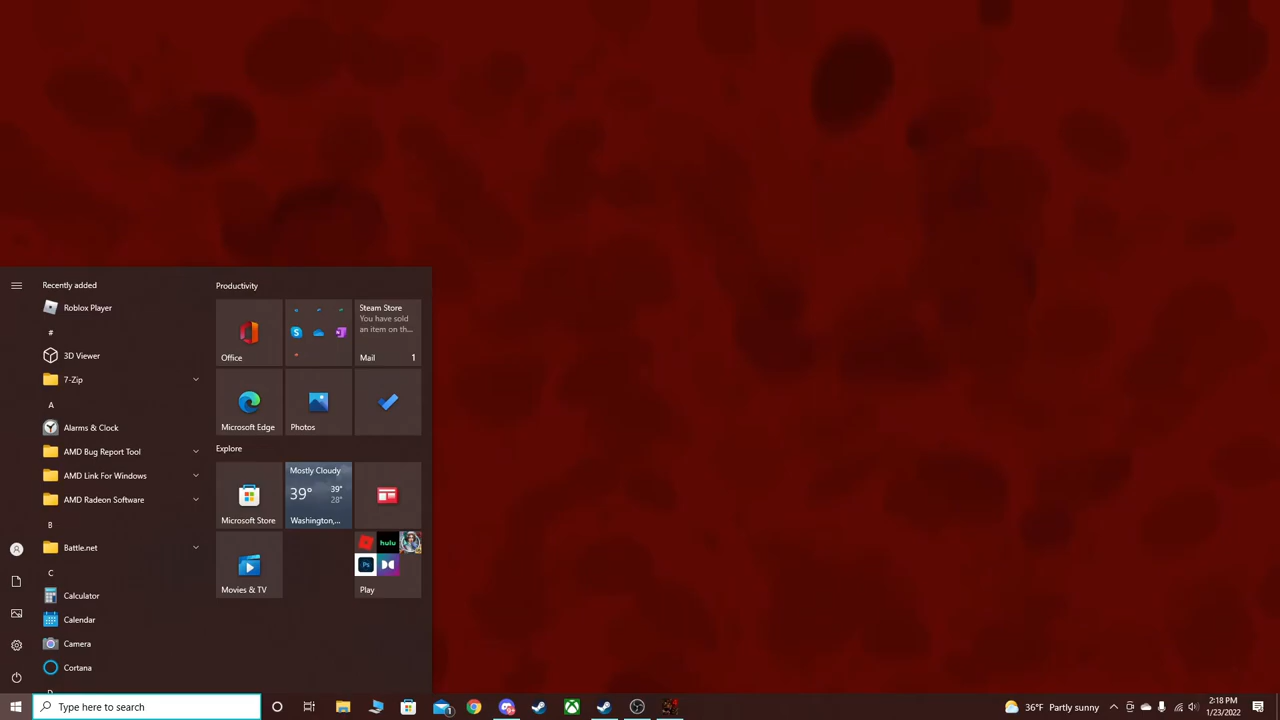 Recently added
Roblox Player
#
3D Viewer
7-Zip
A
Alarms & Clock
AMD Bug Report Tool
AMD Link For Windows
AMD Radeon Software
B
Battle.net
C
Calculator
Calendar
Camera
Cortana
Productivity
Office
Steam Store
You have sold
an item on th...
Mail 1
Microsoft Edge
Photos
Explore
Microsoft Store
Mostly Cloudy
39° 39°
28°
Washington,...
Movies & TV
hulu
Ps
Play
Type here to search
1
36°F Partly sunny
2:18 PM
1/23/2022